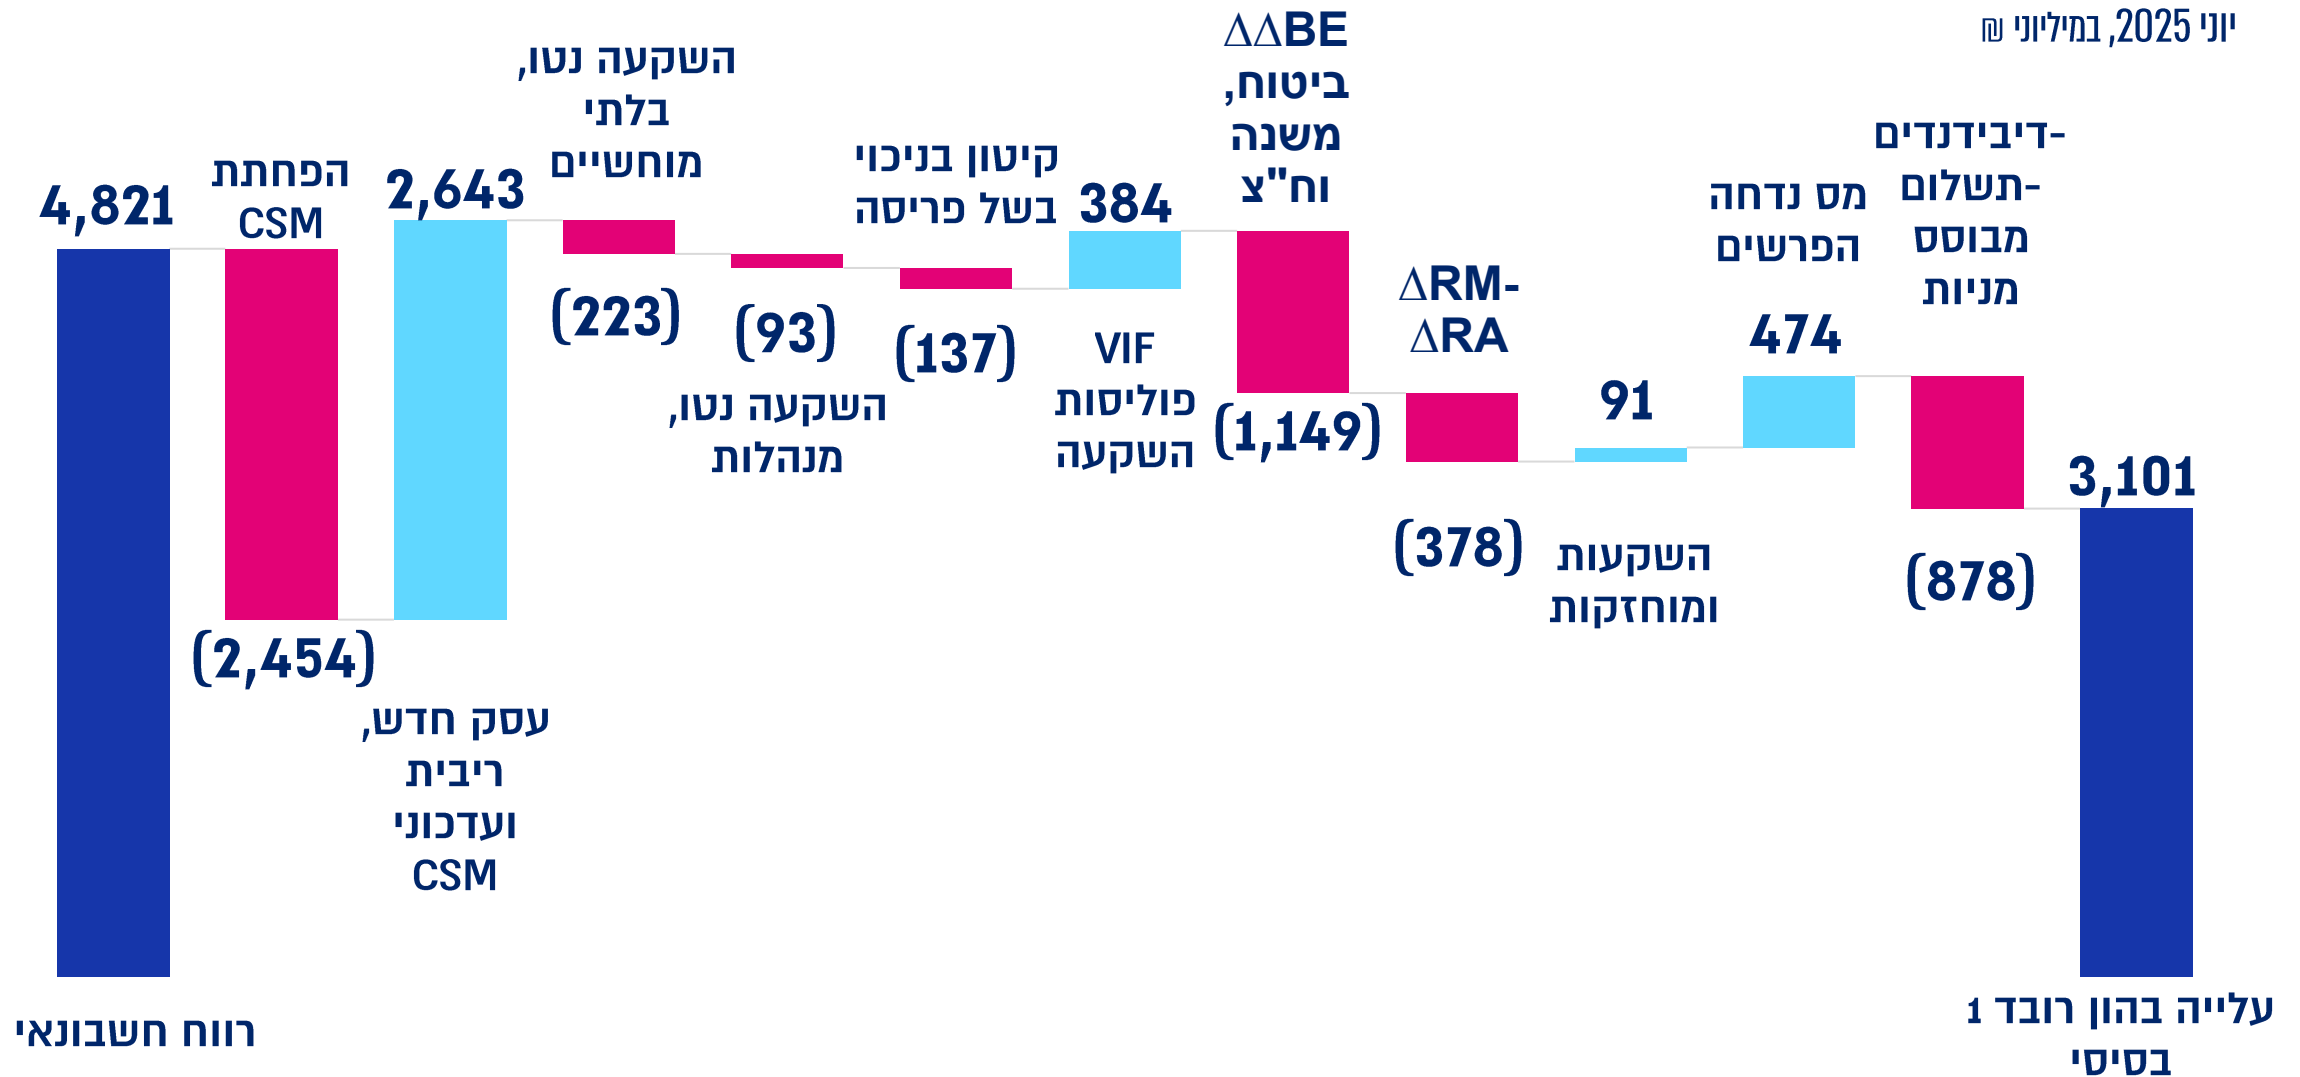 יוני 2025, במיליוני ₪
4,821
רווח חשבונאי
הפחתת
CSM
(2,454)
2,643
עסק חדש,
ריבית
ועדכוני
CSM
השקעה נטו,
בלתי
מוחשיים
(223)
(93)
השקעה נטו,
מנהלות
קיטון בניכוי
בשל פריסה
(137)
384
VIF
פוליסות
השקעה
∆∆BE
ביטוח,
משנה
וח"צ
(1,149)
∆RM-
∆RA
(378)
91
השקעות
ומוחזקות
מס נדחה
הפרשים
474
-דיבידנדים
-תשלום
מבוסס
מניות
(878)
3,101
עלייה בהון רובד 1
בסיסי